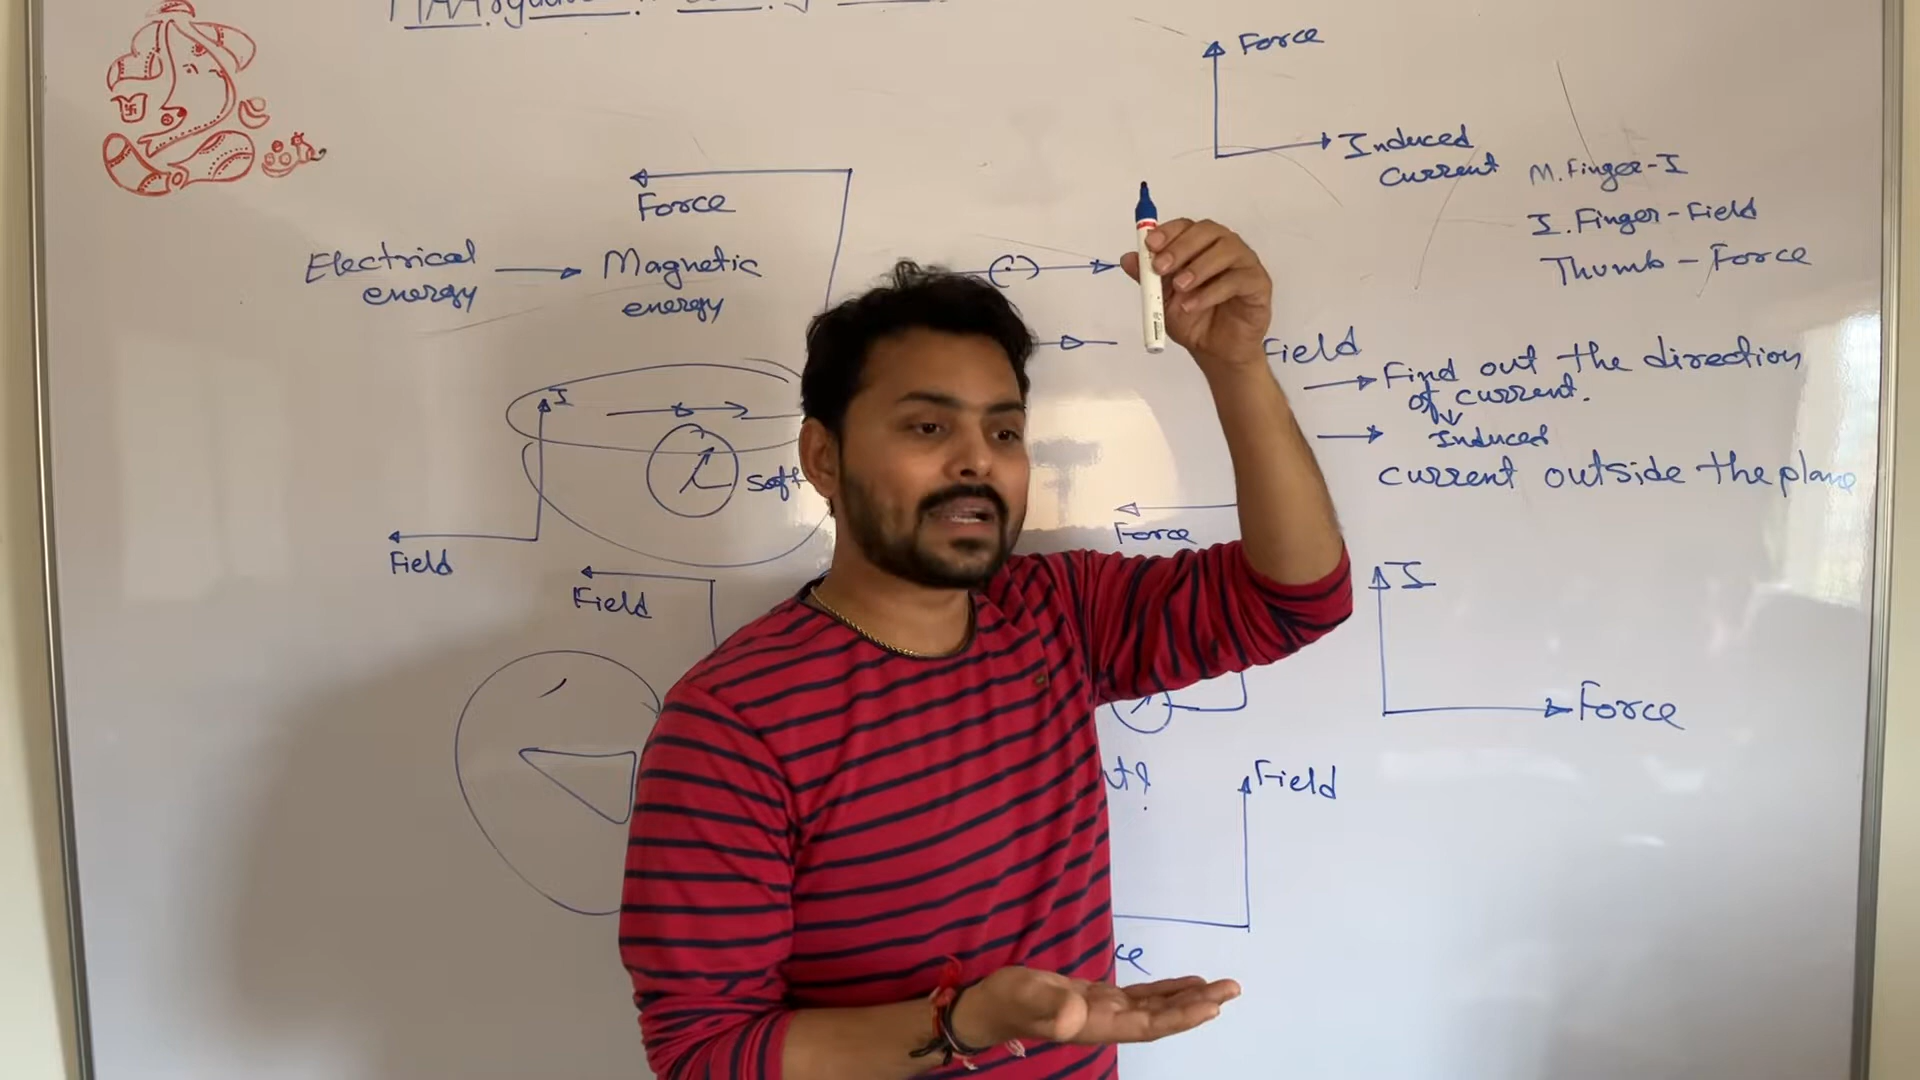 Force
Induced
current
M. Finger-I
I. Finger-Field
Thumb - Force
Force
Electrical
energy
Magnetic
energy
Field
Find out the direction
of current.
Induced
current outside the plane
I
Soft
Field
Force
Field
I
Force
Field